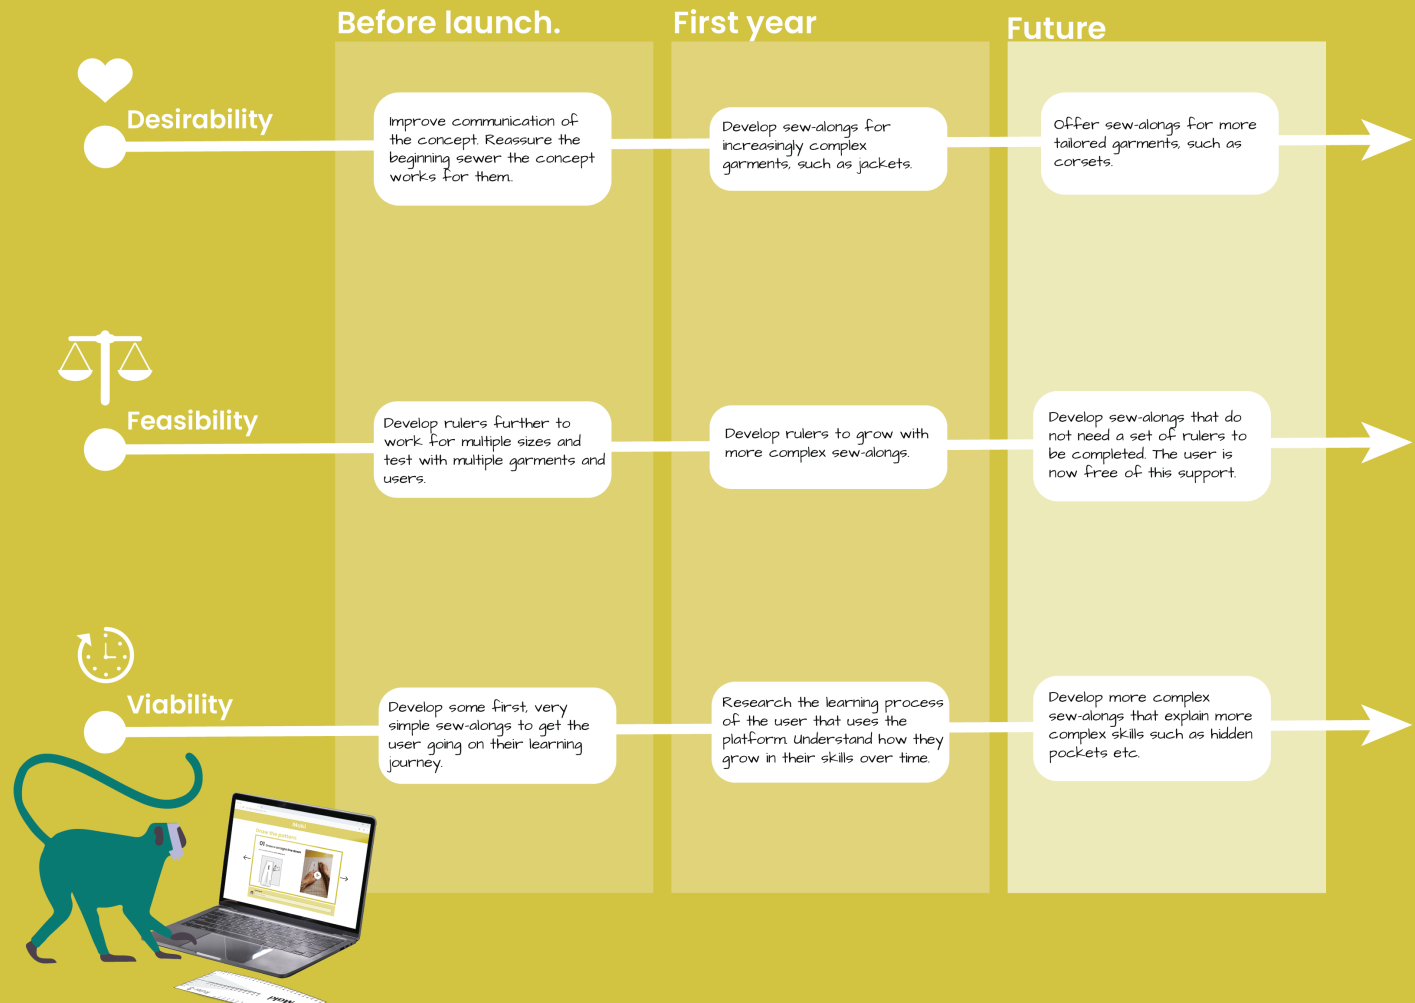 Before launch.
First year
Future
Desirability
Improve communication of
the concept. Reassure the
beginning sewer the concept
works for them.
Develop sew-alongs for
increasingly complex
garments, such as jackets.
Offer sew-alongs for more
tailored garments, such as
corsets.
Feasibility
Develop rulers further to
work for multiple sizes and
test with multiple garments and
users.
Develop rulers to grow with
more complex sew-alongs.
Develop sew-alongs that do
not need a set of rulers to
be completed. The user is
now free of this support.
Viability
Develop some first, very
simple sew-alongs to get the
user going on their learning
journey.
Research the learning process
of the user that uses the
platform. Understand how they
grow in their skills over time.
Develop more complex
sew-alongs that explain more
complex skills such as hidden
pockets etc.
01